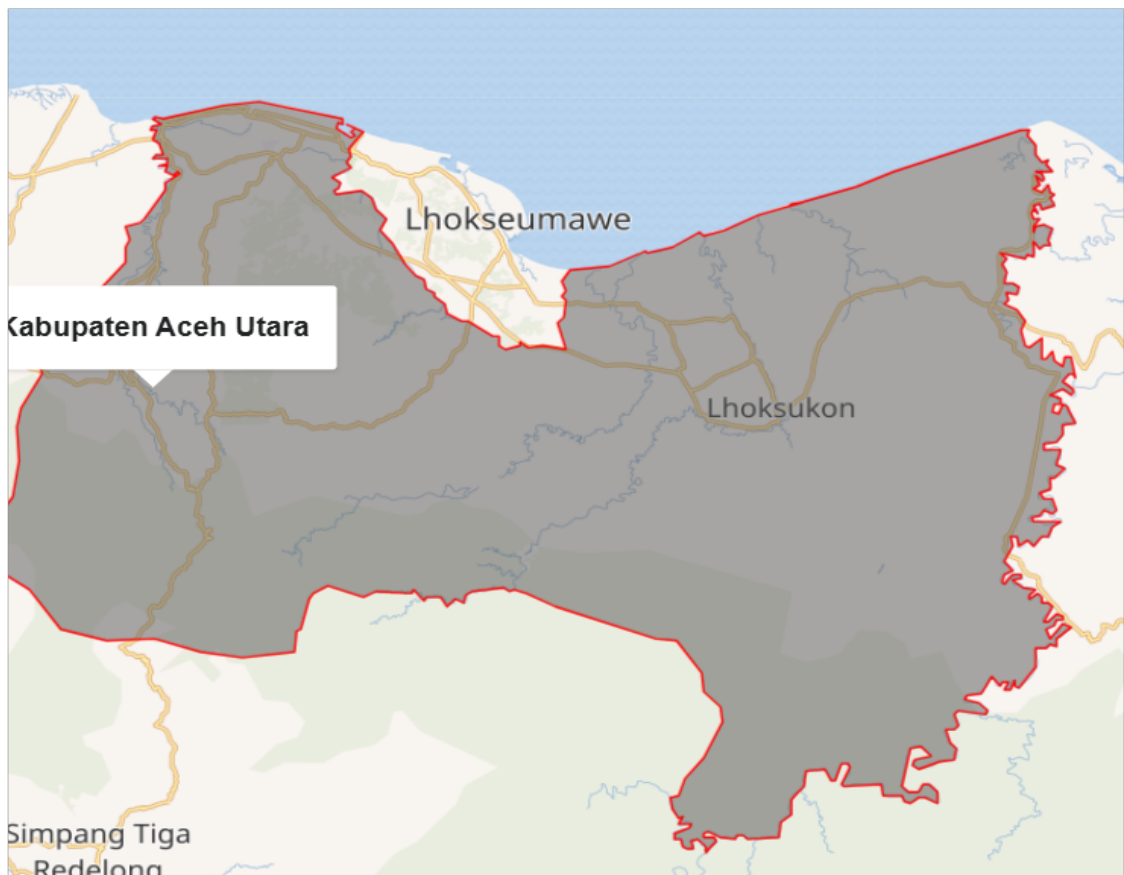 Lhokseumawe
Kabupaten Aceh Utara
Lhoksukon
Simpang Tiga
Redelong